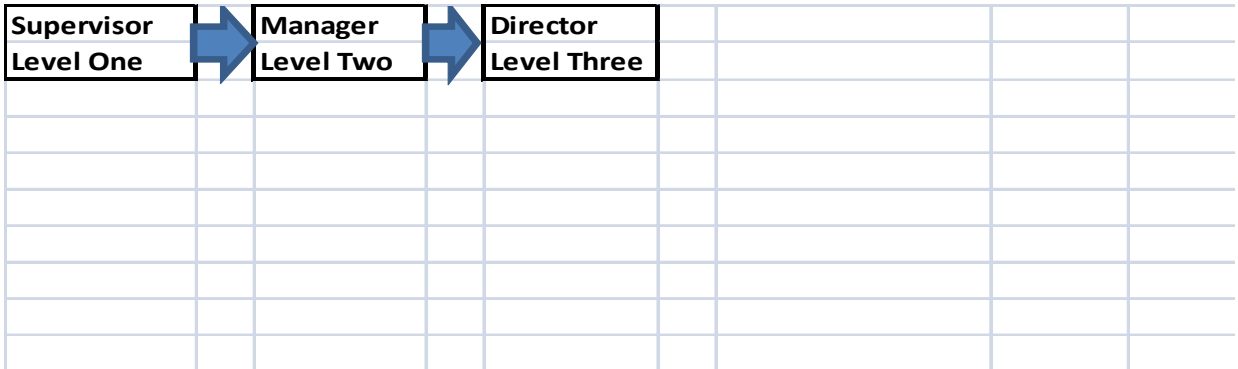 Supervisor
Level One
Manager
Level Two
Director
Level Three